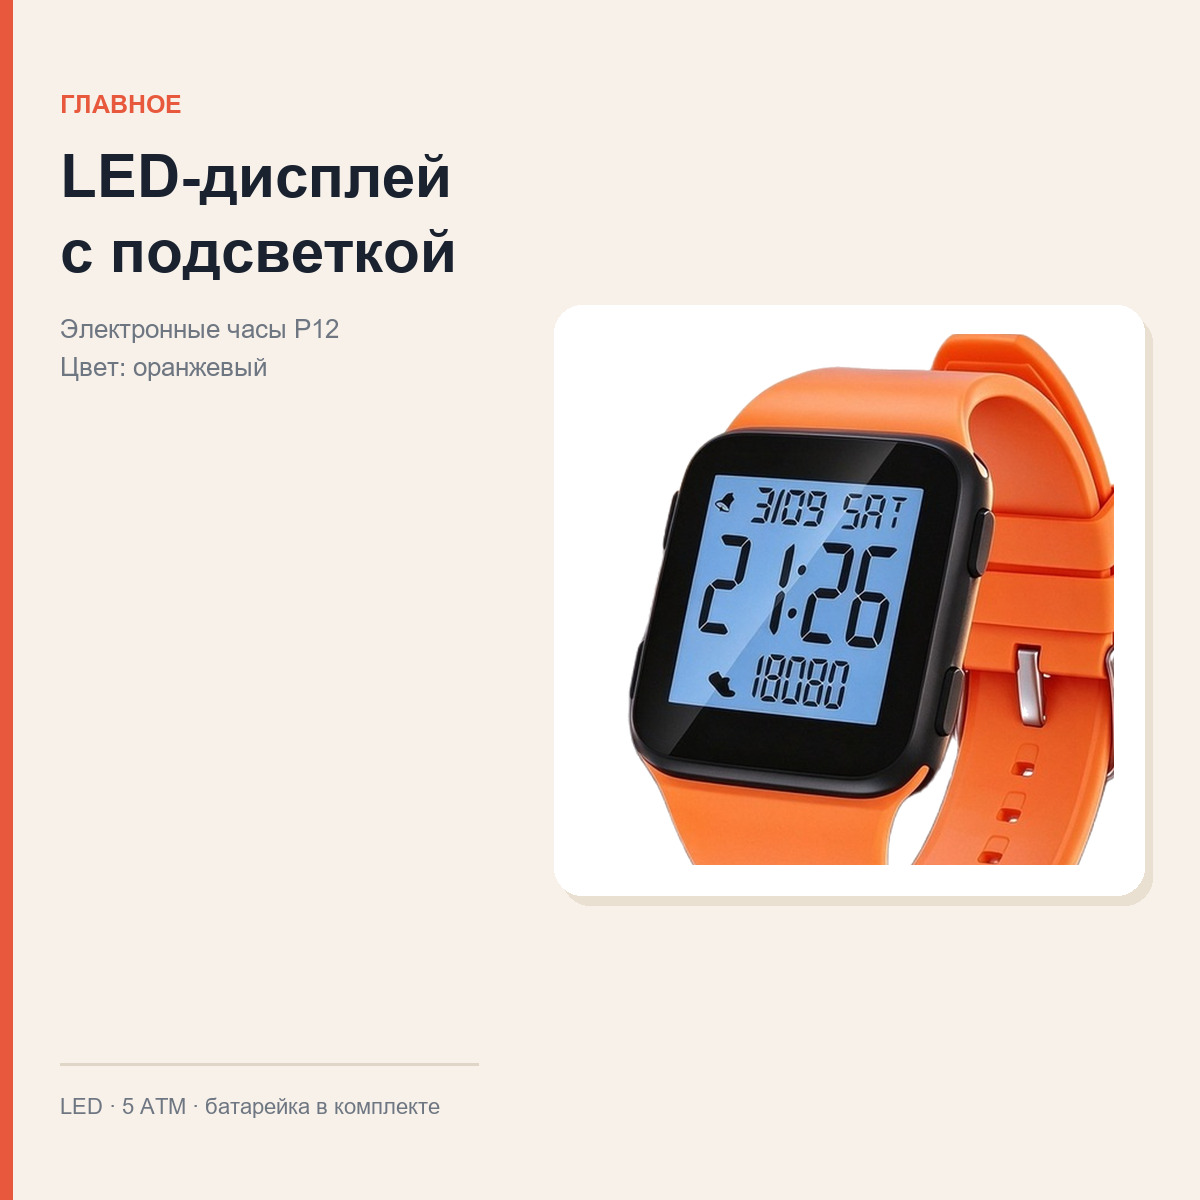 ГЛАВНОЕ
LED-дисплей
с подсветкой
Электронные часы P12
Цвет: оранжевый
3/09 SAT
21:26
18080
LED · 5 ATM · батарейка в комплекте